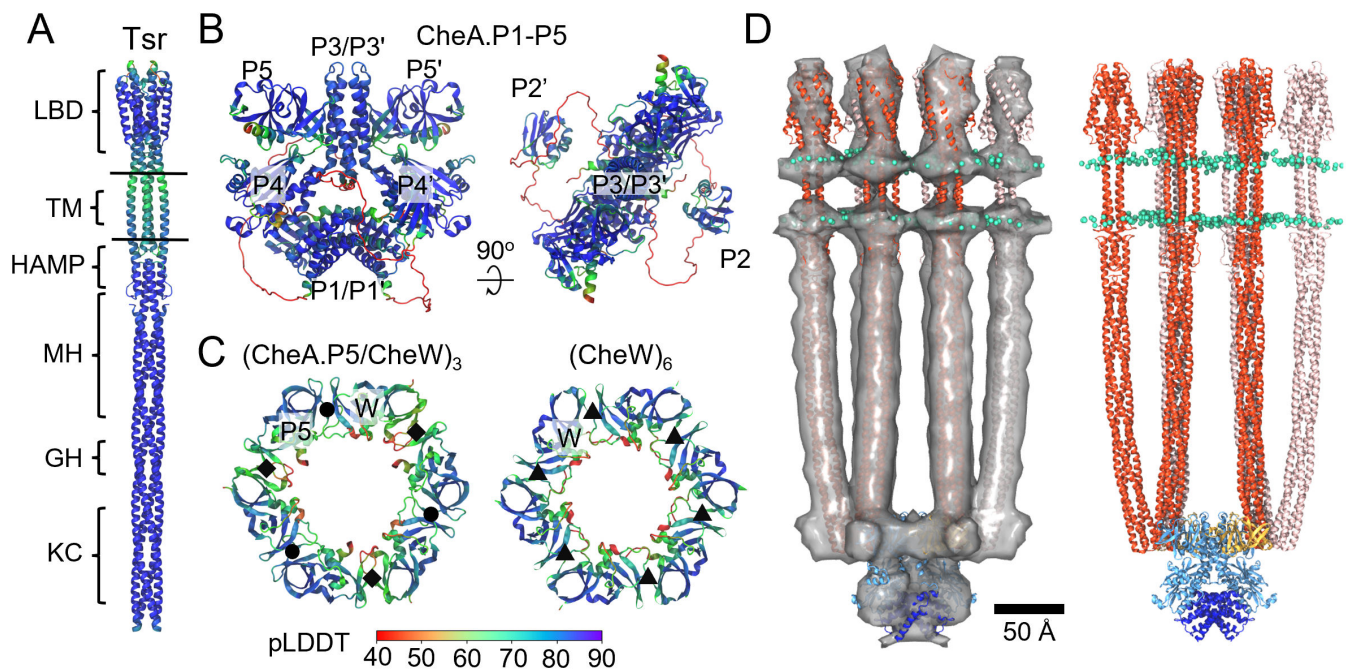 A
Tsr
LBD
TM
HAMP
MH
GH
KC
B
CheA.P1-P5
P3/P3'
P5
P5'
P4
P4'
P1/P1'
90º
P2'
P3/P3'
P2
C
(CheA.P5/CheW)3
W
P5
(CheW)6
W
pLDDT
40 50 60 70 80 90
D
50 Å